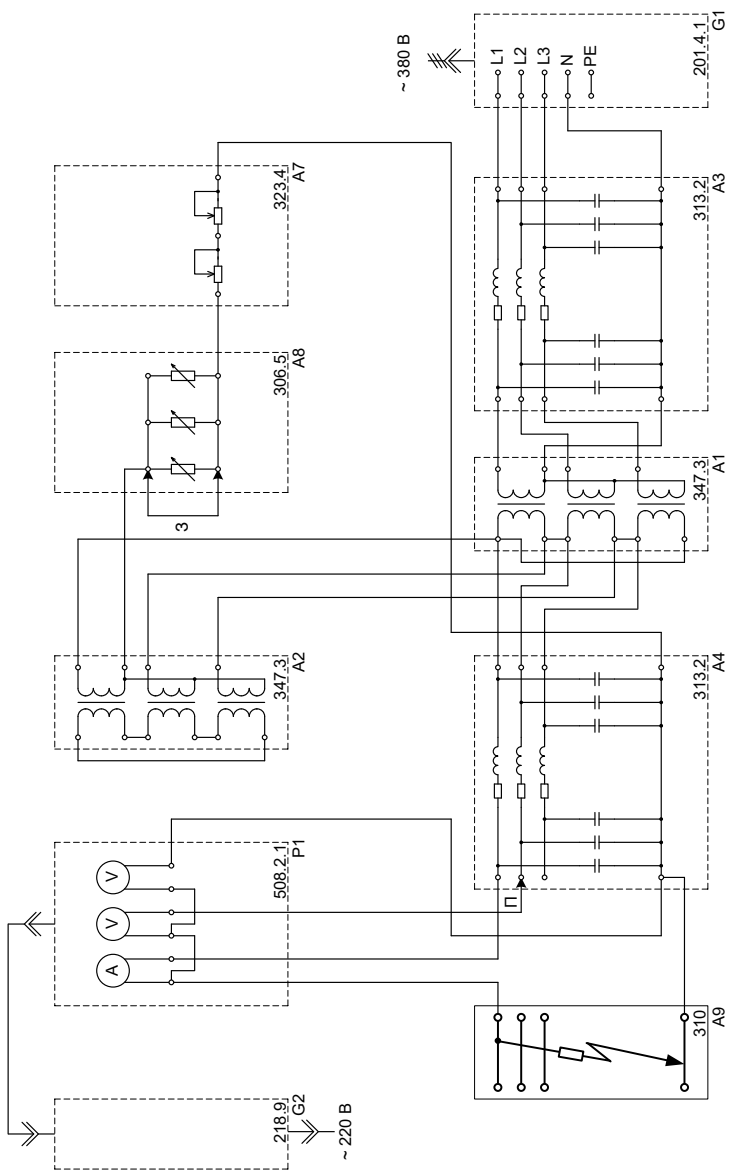 A
V
V
З
218.9
G2
508.2.1
P1
347.3
A2
306.5
A8
323.4
A7
~ 220 В
~ 380 В
L1
L2
L3
N
PE
П
310
A9
313.2
A4
347.3
A1
313.2
A3
201.4.1
G1